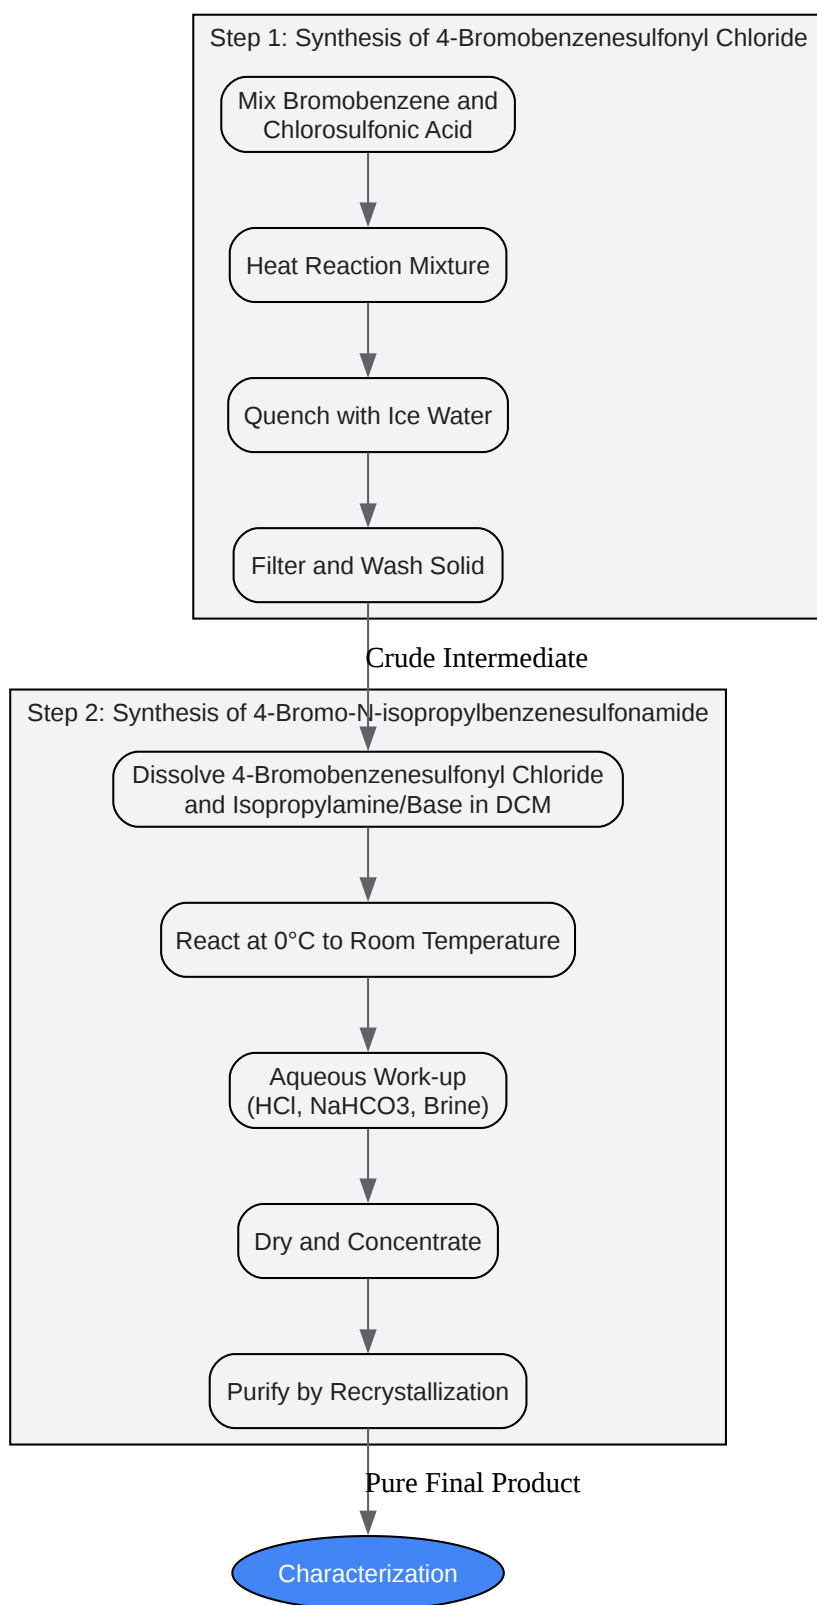 Step 1: Synthesis of 4-Bromobenzenesulfonyl Chloride
Mix Bromobenzene and
Chlorosulfonic Acid
Heat Reaction Mixture
Quench with Ice Water
Filter and Wash Solid
Crude Intermediate
Step 2: Synthesis of 4-Bromo-N-isopropylbenzenesulfonamide
Dissolve 4-Bromobenzenesulfonyl Chloride
and Isopropylamine/Base in DCM
React at 0°C to Room Temperature
Aqueous Work-up
(HCl, NaHCO3, Brine)
Dry and Concentrate
Purify by Recrystallization
Pure Final Product
Characterization